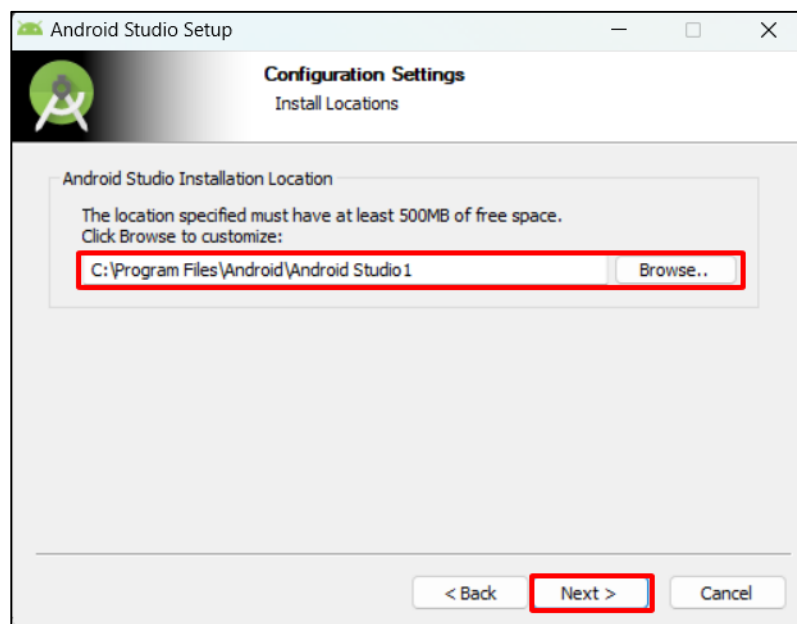 Android Studio Setup
Configuration Settings
Install Locations
Android Studio Installation Location
The location specified must have at least 500MB of free space.
Click Browse to customize:
C:\Program Files\Android\Android Studio1
Browse..
< Back
Next >
Cancel